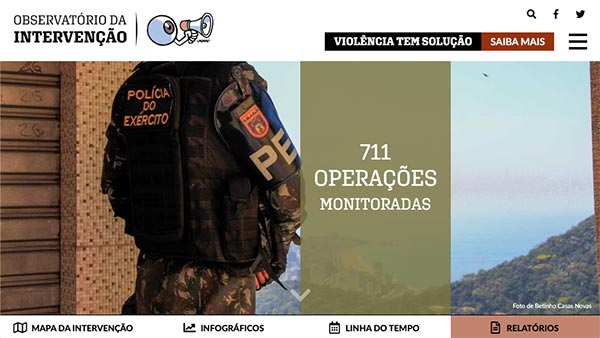 OBSERVATÓRIO DA
INTERVENÇÃO
VIOLÊNCIA TEM SOLUÇÃO
SAIBA MAIS
POLÍCIA
DO
EXÉRCITO
PE
711
OPERAÇÕES
MONITORADAS
Foto de Betinho Casas Novas
MAPA DA INTERVENÇÃO
INFOGRÁFICOS
LINHA DO TEMPO
RELATÓRIOS